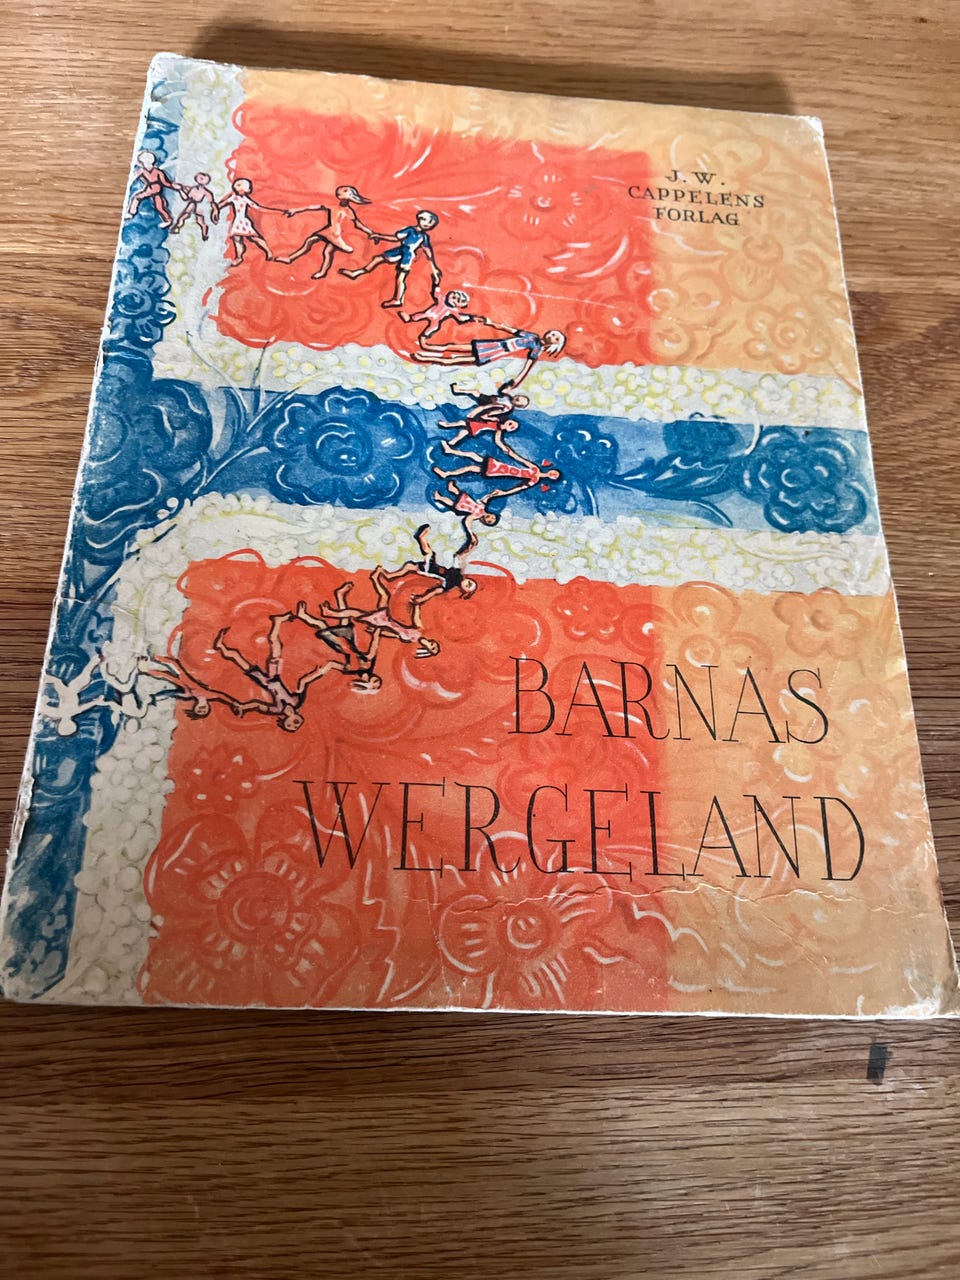 J.W.
CAPPELENS
FORLAG
BARNAS
WERGELAND